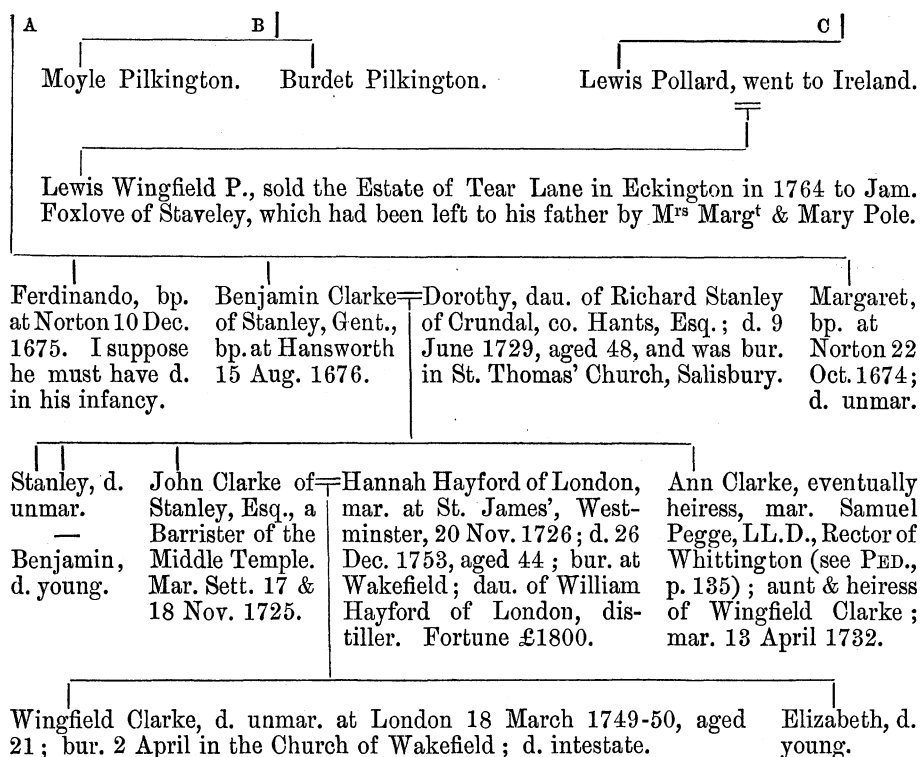 A B C
Moyle Pilkington. Burdet Pilkington. Lewis Pollard, went to Ireland.
Lewis Wingfield P., sold the Estate of Tear Lane in Eckington in 1764 to Jam.
Foxlove of Staveley, which had been left to his father by Mrs Margt & Mary Pole.
Ferdinando, bp.
at Norton 10 Dec.
1675. I suppose
he must have d.
in his infancy.
Benjamin Clarke
of Stanley, Gent.,
bp. at Hansworth
15 Aug. 1676.
Dorothy, dau. of Richard Stanley
of Crundal, co. Hants, Esq.; d. 9
June 1729, aged 48, and was bur.
in St. Thomas' Church, Salisbury.
Margaret,
bp. at
Norton 22
Oct. 1674;
d. unmar.
Stanley, d.
unmar.
—
Benjamin,
d. young.
John Clarke of
Stanley, Esq., a
Barrister of the
Middle Temple.
Mar. Sett. 17 &
18 Nov. 1725.
Hannah Hayford of London,
mar. at St. James', West-
minster, 20 Nov. 1726; d. 26
Dec. 1753, aged 44; bur. at
Wakefield; dau. of William
Hayford of London, dis-
tiller. Fortune £1800.
Ann Clarke, eventually
heiress, mar. Samuel
Pegge, LL.D., Rector of
Whittington (see PED.,
p. 135); aunt & heiress
of Wingfield Clarke;
mar. 13 April 1732.
Wingfield Clarke, d. unmar. at London 18 March 1749-50, aged
21; bur. 2 April in the Church of Wakefield; d. intestate.
Elizabeth, d.
young.